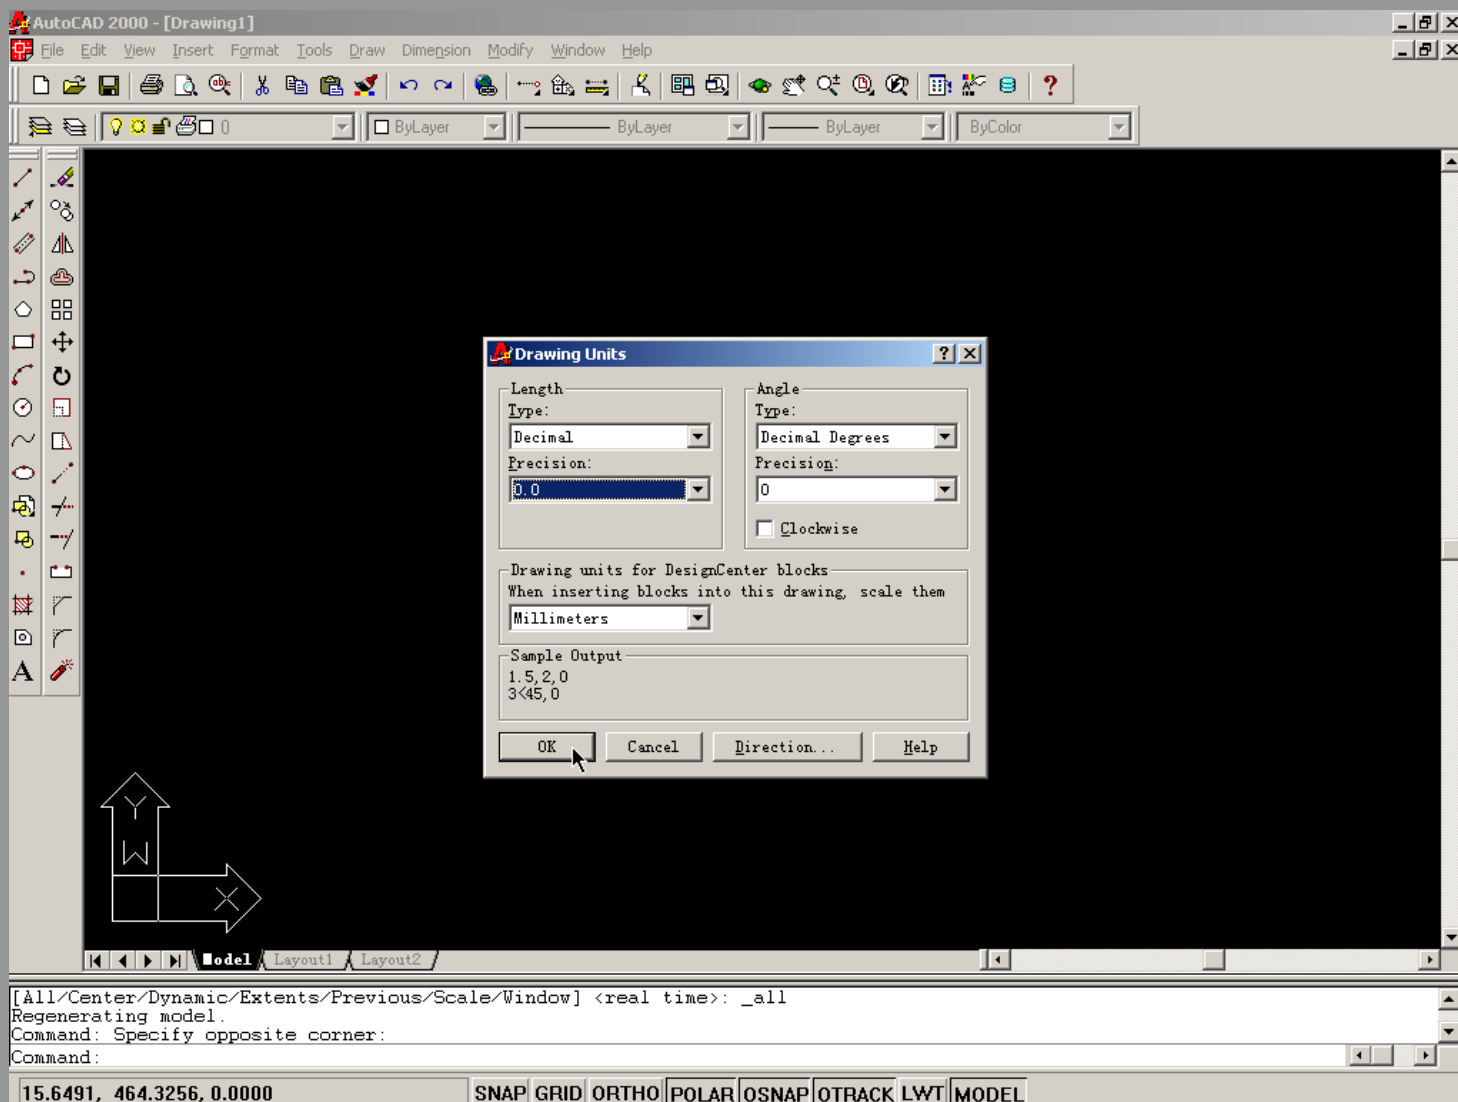 AutoCAD 2000 - [Drawing1]
File Edit View Insert Format Tools Draw Dimension Modify Window Help
0 ByLayer ByLayer ByLayer ByColor
Drawing Units
Length
Type:
Decimal
Precision:
0.0
Angle
Type:
Decimal Degrees
Precision:
0
Clockwise
Drawing units for DesignCenter blocks
When inserting blocks into this drawing, scale them
Millimeters
Sample Output
1.5,2,0
3<45,0
OK Cancel Direction... Help
A
Y
W
X
Model Layout1 Layout2
[All/Center/Dynamic/Extents/Previous/Scale/Window] <real time>: _all
Regenerating model.
Command: Specify opposite corner:
Command:
15.6491, 464.3256, 0.0000 SNAP GRID ORTHO POLAR OSNAP OTRACK LWT MODEL